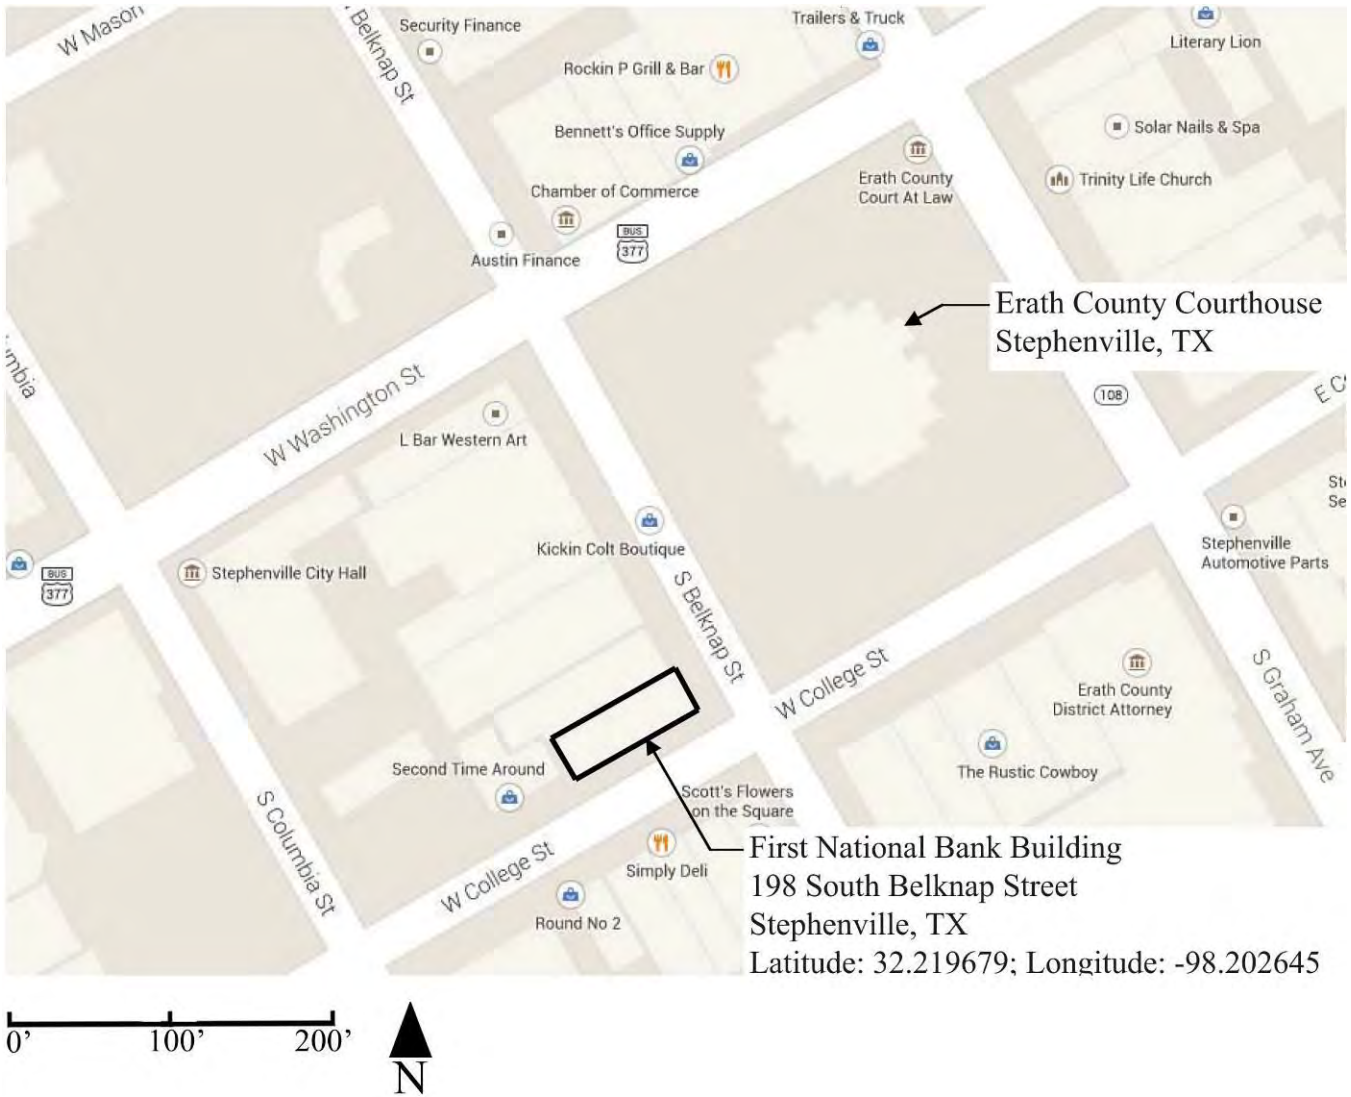 W Mason
Belknap St
Security Finance
Trailers & Truck
Literary Lion
Rockin P Grill & Bar
Bennett's Office Supply
Solar Nails & Spa
Erath County
Court At Law
Trinity Life Church
Chamber of Commerce
BUS
377
Austin Finance
Erath County Courthouse
Stephenville, TX
umbia
W Washington St
108
E C
L Bar Western Art
Kickin Colt Boutique
Stephenville
Automotive Parts
Stephenville City Hall
BUS
377
S Belknap St
W College St
S Graham Ave
Erath County
District Attorney
The Rustic Cowboy
Second Time Around
Scott's Flowers
on the Square
S Columbia St
W College St
Simply Deli
Round No 2
First National Bank Building
198 South Belknap Street
Stephenville, TX
Latitude: 32.219679; Longitude: -98.202645
0' 100' 200'
N